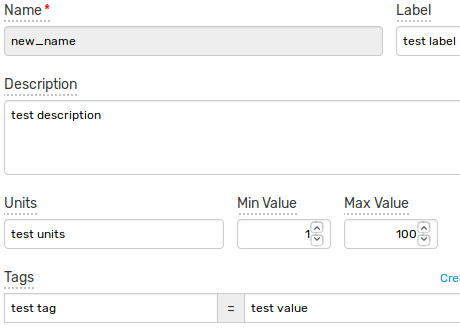 Name * Label
new_name test label
Description
test description
Units Min Value Max Value
test units 1 100
Tags
test tag = test value